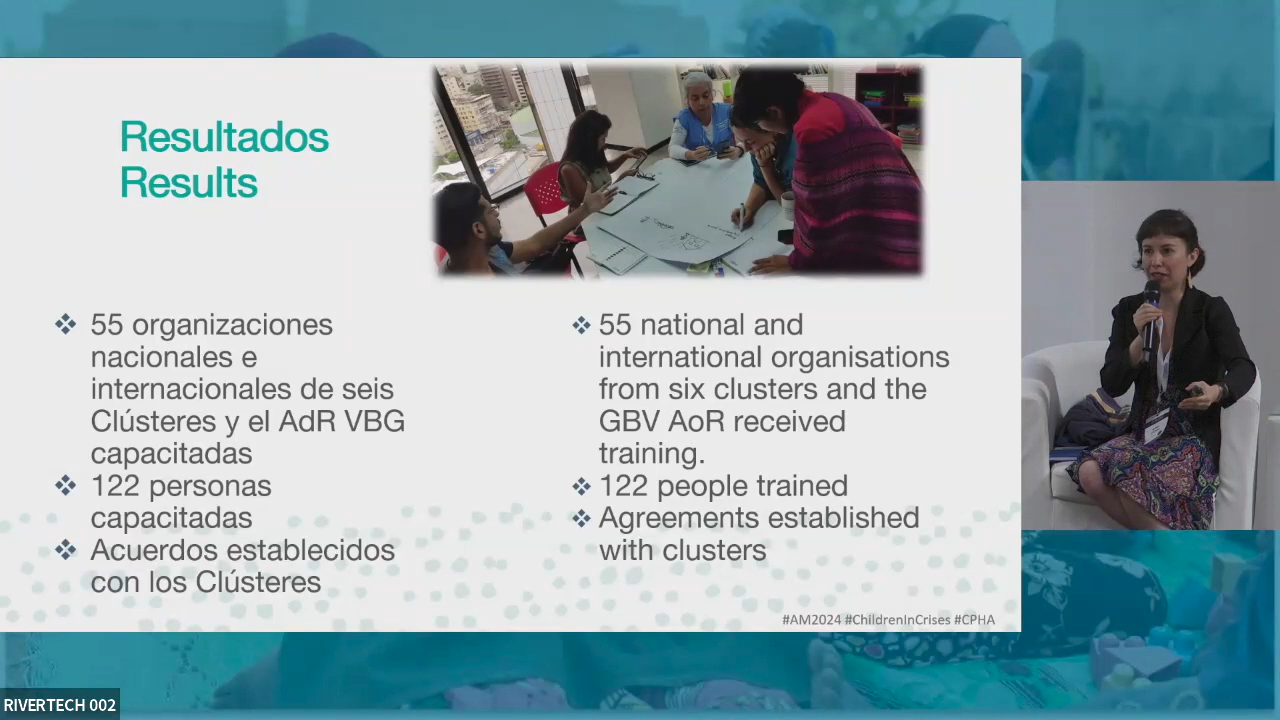 Resultados
Results
❖ 55 organizaciones
nacionales e
internacionales de seis
Clústeres y el AdR VBG
capacitadas
❖ 122 personas
capacitadas
❖ Acuerdos establecidos
con los Clústeres
❖ 55 national and
international organisations
from six clusters and the
GBV AoR received
training.
❖ 122 people trained
❖ Agreements established
with clusters
#AM2024 #ChildrenInCrises #CPHA
RIVERTECH 002